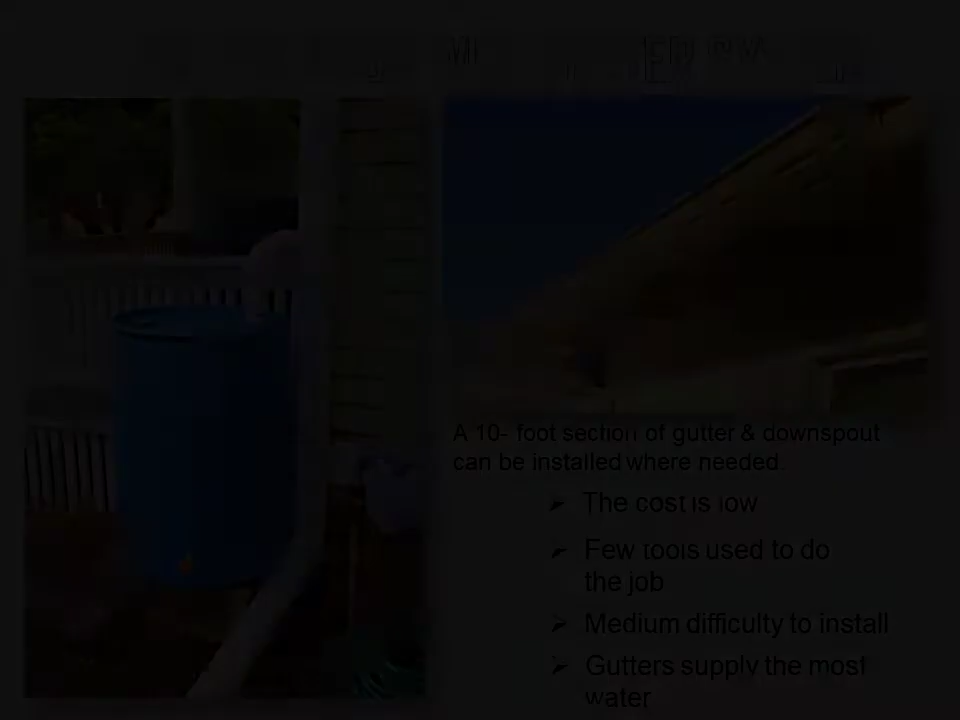 A 10- foot section of gutter & downspout
can be installed where needed.
➢ The cost is low
➢ Few tools used to do
the job
➢ Medium difficulty to install
➢ Gutters supply the most
water